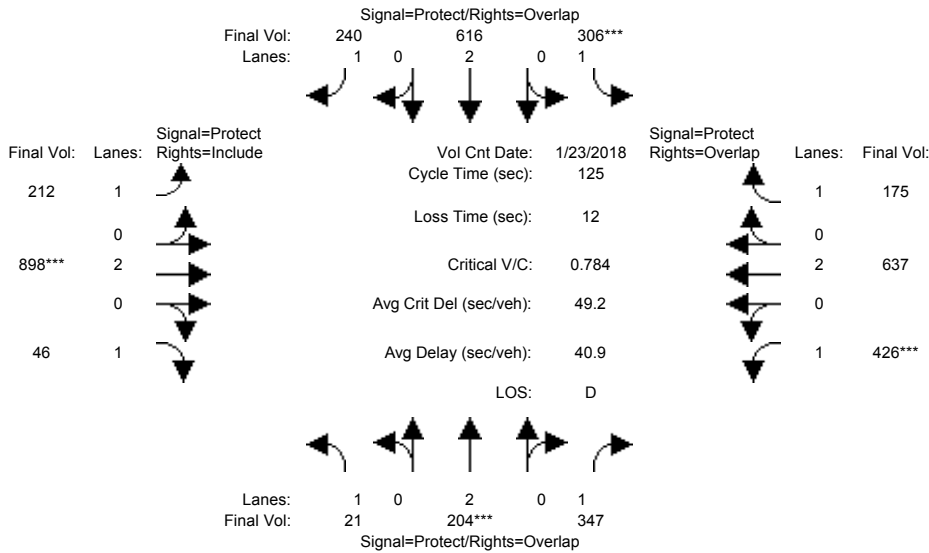 Signal=Protect/Rights=Overlap
Final Vol: 240 616 306***
Lanes: 1 0 2 0 1
Signal=Protect Signal=Protect
Final Vol: Lanes: Rights=Include Vol Cnt Date: 1/23/2018 Rights=Overlap Lanes: Final Vol:
Cycle Time (sec): 125
212 1 1 175
Loss Time (sec): 12
0 0
898*** 2 Critical V/C: 0.784 2 637
0 Avg Crit Del (sec/veh): 49.2 0
46 1 Avg Delay (sec/veh): 40.9 1 426***
LOS: D
Lanes: 1 0 2 0 1
Final Vol: 21 204*** 347
Signal=Protect/Rights=Overlap